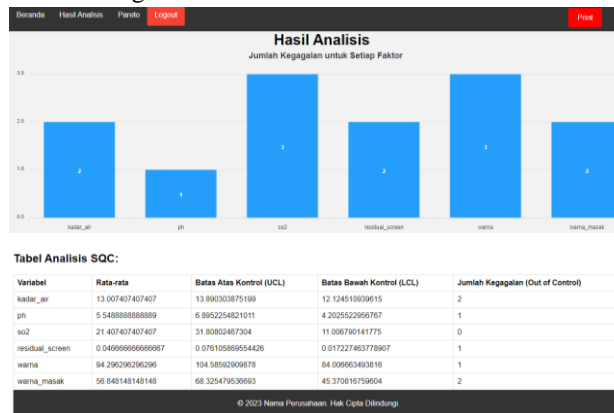 Beranda Hasil Analisis Pareto Logout Print
Hasil Analisis
Jumlah Kegagalan untuk Setiap Faktor
3.0
2.0
1.0
0.0
2 1 3 2 3 2
kadar_air ph so2 residual_screen warna warna_masak
Tabel Analisis SQC:
Variabel Rata-rata Batas Atas Kontrol (UCL) Batas Bawah Kontrol (LCL) Jumlah Kegagalan (Out of Control)
kadar_air 13.007407407407 13.890303875199 12.124510939615 2
ph 5.5488888888889 6.8952254821011 4.2025522956767 1
so2 21.407407407407 31.80802467304 11.006790141775 0
residual_screen 0.046666666666667 0.076105869554426 0.017227463778907 1
warna 94.296296296296 104.58592909878 84.006663493816 1
warna_masak 56.848148148148 68.325479536693 45.370816759604 2
© 2023 Nama Perusahaan. Hak Cipta Dilindungi.